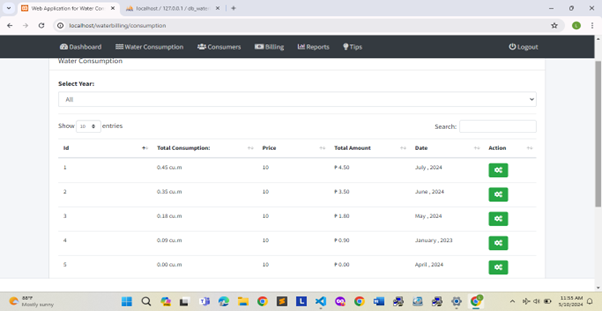 Web Application for Water Co
localhost / 127.0.0.1 / db_wate
localhost/waterbilling/consumption
Dashboard Water Consumption Consumers Billing Reports Tips Logout
Water Consumption
Select Year:
All
Show 10 entries Search:
Id Total Consumption: Price Total Amount Date Action
1 0.45 cu.m 10 ₱ 4.50 July , 2024
2 0.35 cu.m 10 ₱ 3.50 June , 2024
3 0.18 cu.m 10 ₱ 1.80 May , 2024
4 0.09 cu.m 10 ₱ 0.90 January , 2023
5 0.00 cu.m 10 ₱ 0.00 April , 2024
88°F
Mostly sunny
11:55 AM
5/10/2024